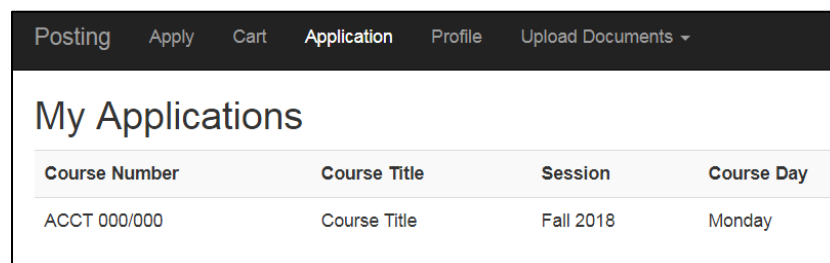 Posting Apply Cart Application Profile Upload Documents
My Applications
Course Number Course Title Session Course Day
ACCT 000/000 Course Title Fall 2018 Monday